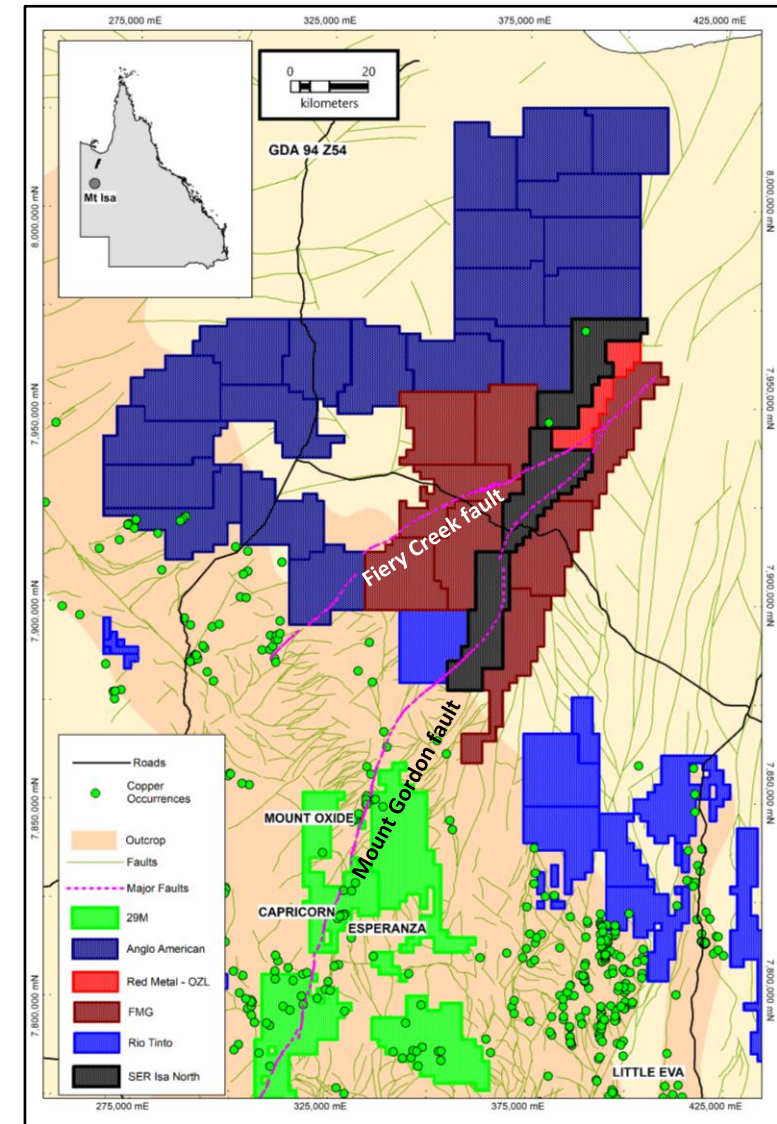 275,000 mE
325,000 mE
375,000 mE
425,000 mE
0 20
kilometers
GDA 94 Z54
Mt Isa
8,000,000 mN
8,000,000 mN
7,950,000 mN
7,950,000 mN
Fiery Creek fault
7,900,000 mN
7,900,000 mN
Mount Gordon fault
7,850,000 mN
7,850,000 mN
MOUNT OXIDE
CAPRICORN
ESPERANZA
7,800,000 mN
7,800,000 mN
LITTLE EVA
Roads
Copper
Occurrences
Outcrop
Faults
Major Faults
29M
Anglo American
Red Metal - OZL
FMG
Rio Tinto
SER Isa North
275,000 mE
325,000 mE
375,000 mE
425,000 mE